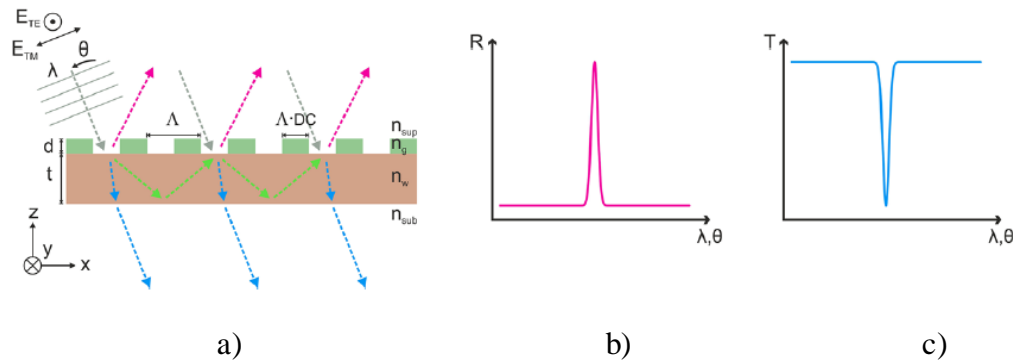 E_TE
E_TM
λ
θ
Λ
Λ·DC
n_sup
n_g
n_w
n_sub
d
t
z
y
x
R
λ,θ
T
λ,θ
a)
b)
c)